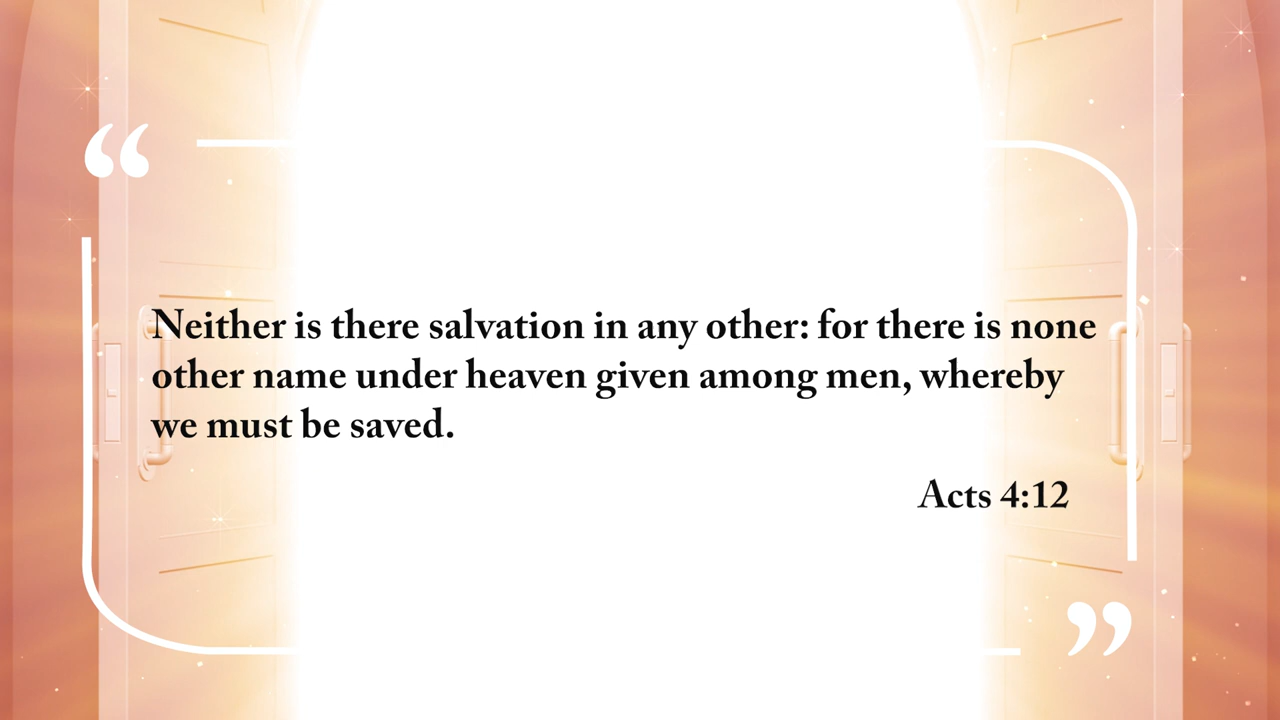 “
Neither is there salvation in any other: for there is none
other name under heaven given among men, whereby
we must be saved.
Acts 4:12
”